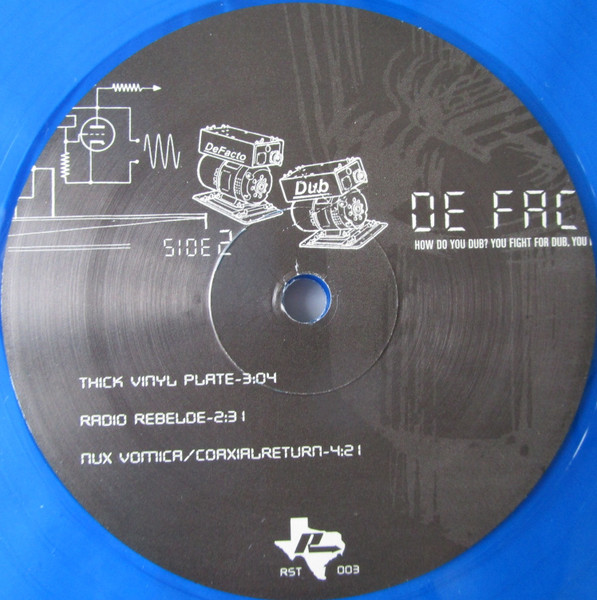 DeFacto
Dub
DE FAC
HOW DO YOU DUB? YOU FIGHT FOR DUB, YOU
SIDE 2
THICK VINYL PLATE-3:04
RADIO REBELDE-2:31
NUX VOMICA/COAXIALRETURN-4:21
RST 003